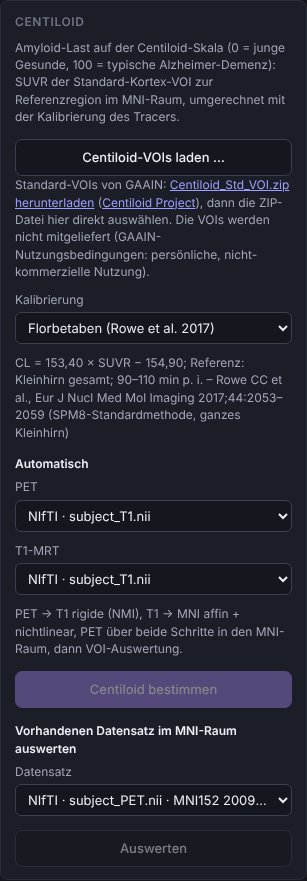 CENTILOID
Amyloid-Last auf der Centiloid-Skala (0 = junge
Gesunde, 100 = typische Alzheimer-Demenz):
SUVR der Standard-Kortex-VOI zur
Referenzregion im MNI-Raum, umgerechnet mit
der Kalibrierung des Tracers.
Centiloid-VOIs laden ...
Standard-VOIs von GAAIN: Centiloid_Std_VOI.zip
herunterladen (Centiloid Project), dann die ZIP-
Datei hier direkt auswählen. Die VOIs werden
nicht mitgeliefert (GAAIN-
Nutzungsbedingungen: persönliche, nicht-
kommerzielle Nutzung).
Kalibrierung
Florbetaben (Rowe et al. 2017)
CL = 153,40 × SUVR − 154,90; Referenz:
Kleinhirn gesamt; 90–110 min p. i. – Rowe CC et
al., Eur J Nucl Med Mol Imaging 2017;44:2053–
2059 (SPM8-Standardmethode, ganzes
Kleinhirn)
Automatisch
PET
NIfTI · subject_T1.nii
T1-MRT
NIfTI · subject_T1.nii
PET → T1 rigide (NMI), T1 → MNI affin +
nichtlinear, PET über beide Schritte in den MNI-
Raum, dann VOI-Auswertung.
Centiloid bestimmen
Vorhandenen Datensatz im MNI-Raum
auswerten
Datensatz
NIfTI · subject_PET.nii · MNI152 2009...
Auswerten